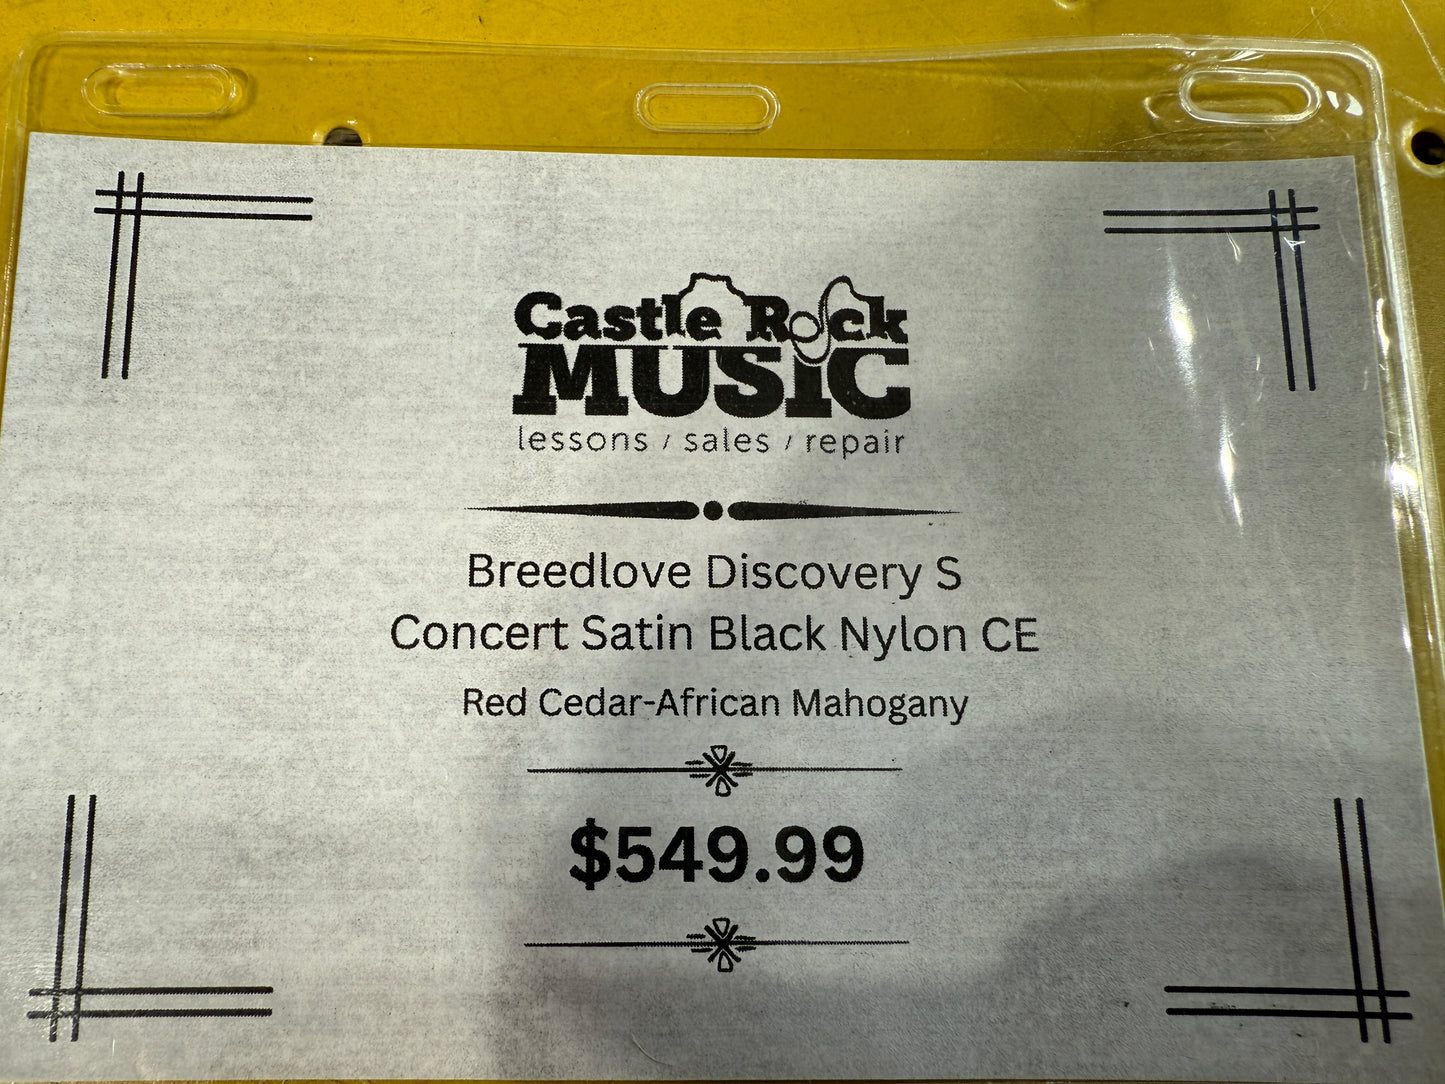 Castle Rock
MUSiC
lessons / sales / repair
Breedlove Discovery S
Concert Satin Black Nylon CE
Red Cedar-African Mahogany
$549.99